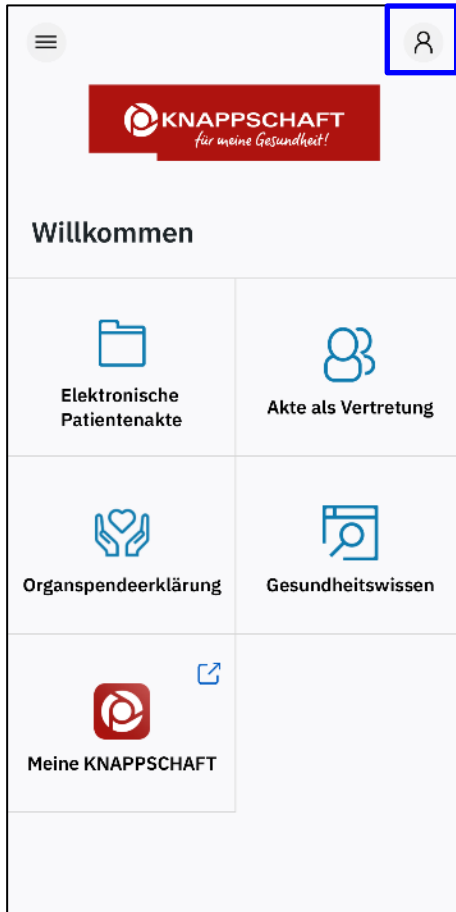 KNAPPSCHAFT
für meine Gesundheit!
Willkommen
Elektronische
Patientenakte
Akte als Vertretung
Organspendeerklärung
Gesundheitswissen
Meine KNAPPSCHAFT